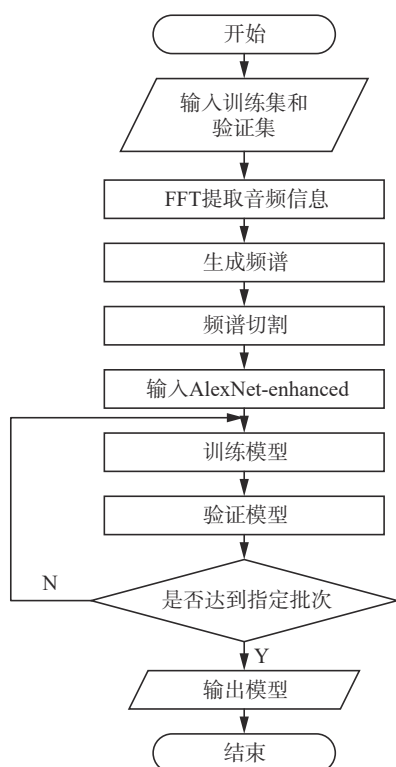 开始
输入训练集和
验证集
FFT提取音频信息
生成频谱
频谱切割
输入AlexNet-enhanced
训练模型
验证模型
N
是否达到指定批次
Y
输出模型
结束